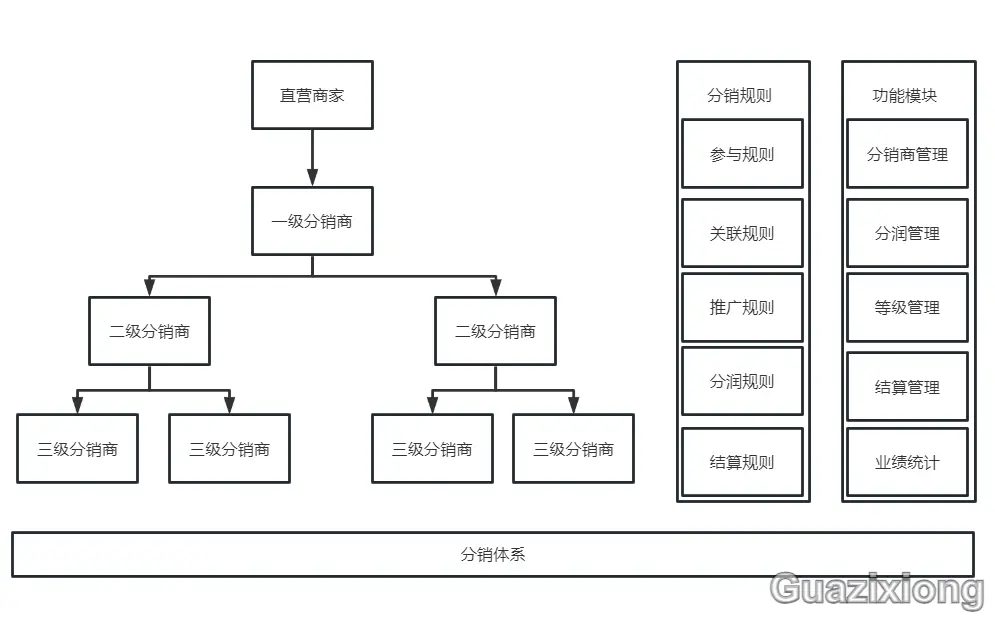 直营商家
一级分销商
二级分销商
二级分销商
三级分销商
三级分销商
三级分销商
三级分销商
分销规则
参与规则
关联规则
推广规则
分润规则
结算规则
功能模块
分销商管理
分润管理
等级管理
结算管理
业绩统计
分销体系
Guazixiong